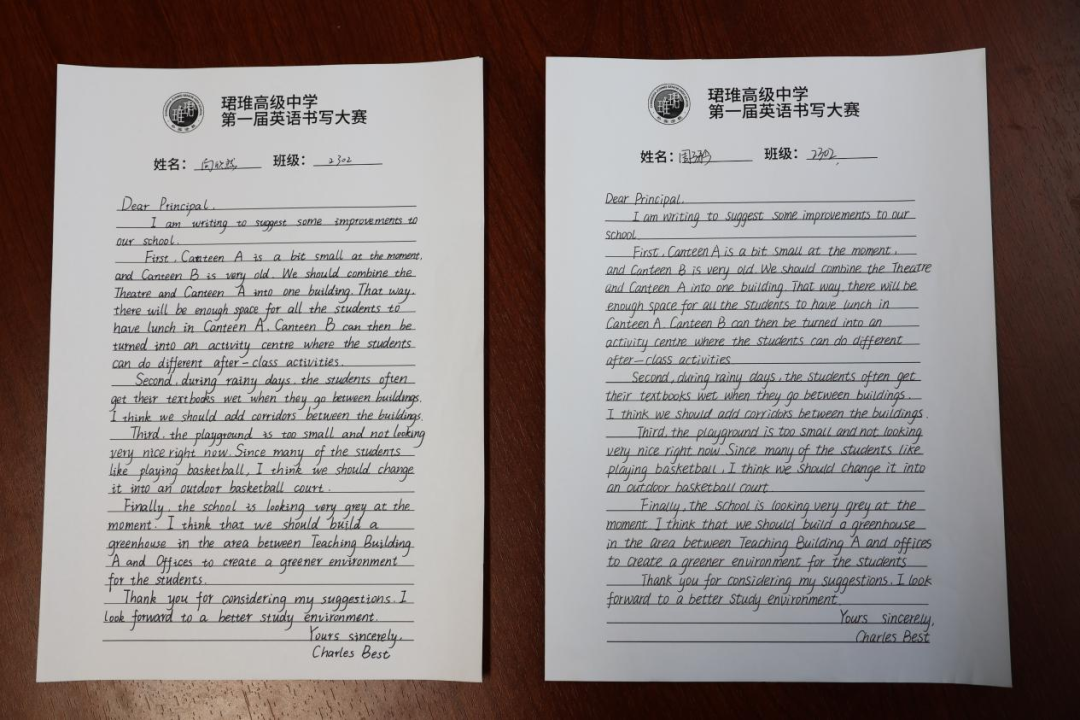 珺琟高级中学
第一届英语书写大赛
姓名：
班级： 2302
Dear Principal,
I am writing to suggest some improvements to
our school.
First, Canteen A is a bit small at the moment,
and Canteen B is very old. We should combine the
Theatre and Canteen A into one building. That way,
there will be enough space for all the students to
have lunch in Canteen A. Canteen B can then be
turned into an activity centre where the students
can do different after-class activities.
Second, during rainy days, the students often
get their textbooks wet when they go between buildings.
I think we should add corridors between the buildings.
Third, the playground is too small and not looking
very nice right now. Since many of the students
like playing basketball, I think we should change
it into an outdoor basketball court.
Finally, the school is looking very grey at the
moment. I think that we should build a
greenhouse in the area between Teaching Building
A and Offices to create a greener environment
for the students.
Thank you for considering my suggestions. I
look forward to a better study environment.
Yours sincerely,
Charles Best
珺琟高级中学
第一届英语书写大赛
姓名：
班级： 2302
Dear Principal,
I am writing to suggest some improvements to our
school.
First, Canteen A is a bit small at the moment,
and Canteen B is very old. We should combine the Theatre
and Canteen A into one building. That way, there will be
enough space for all the students to have lunch in
Canteen A. Canteen B can then be turned into an
activity centre where the students can do different
after-class activities
Second, during rainy days, the students often get
their textbooks wet when they go between buildings.
I think we should add corridors between the buildings.
Third, the playground is too small and not looking
very nice right now. Since many of the students like
playing basketball, I think we should change it into
an outdoor basketball court
Finally, the school is looking very grey at the
moment. I think that we should build a greenhouse
in the area between Teaching Building A and offices
to create a greener environment for the students
Thank you for considering my suggestions. I look
forward to a better study environment.
Yours sincerely,
Charles Best